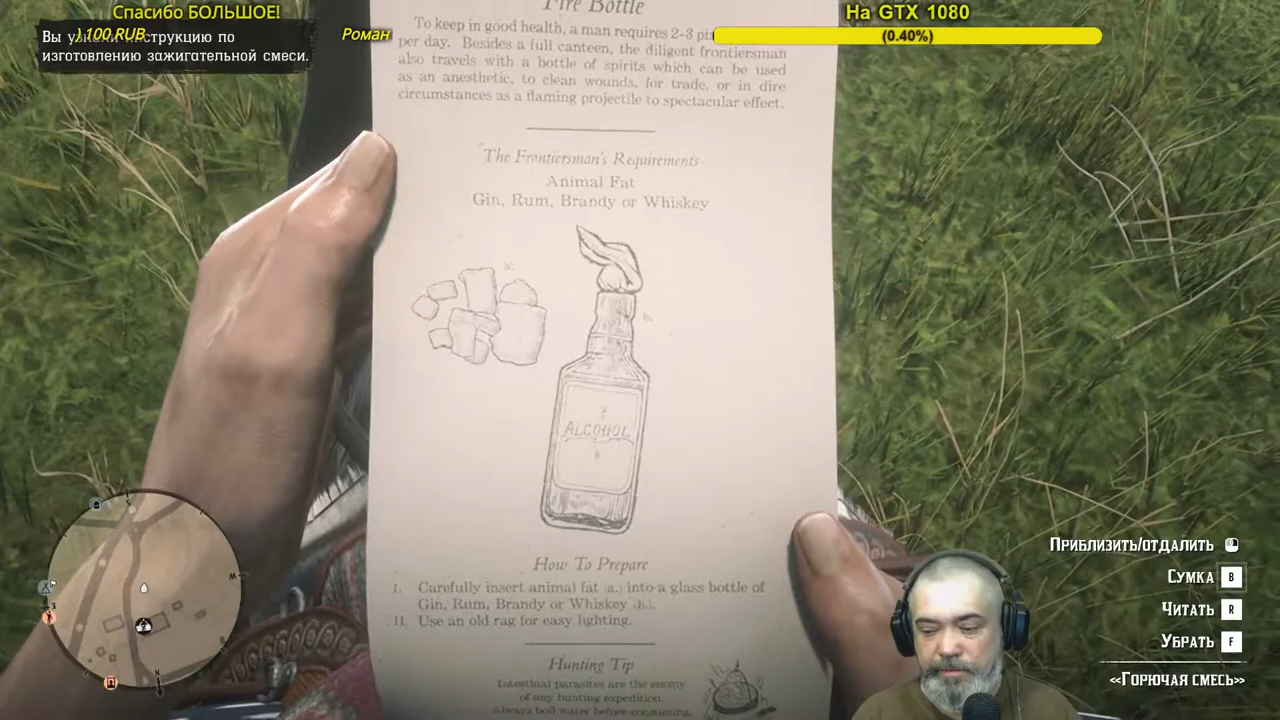 Спасибо БОЛЬШОЕ!
100 RUB
Роман
На GTX 1080
(0.40%)
Вы
струкцию по
изготовлению зажигательной смеси.
Fire Bottle
To keep in good health, a man requires 2-3
per day. Besides a full canteen, the diligent frontiersman
also travels with a bottle of spirits which can be used
as an anesthetic, to clean wounds, for trade, or in dire
circumstances as a flaming projectile to spectacular effect.
The Frontiersman's Requirements
Animal Fat
Gin, Rum, Brandy or Whiskey
a.
b.
ALCOHOL
How To Prepare
I. Carefully insert animal fat (a.) into a glass bottle of
Gin, Rum, Brandy or Whiskey (b.).
II. Use an old rag for easy lighting.
Hunting Tip
Intestinal parasites are the enemy
of any hunting expedition.
Always boil water before consuming.
Приблизить/отдалить
Сумка B
Читать R
Убрать F
«Горючая смесь»